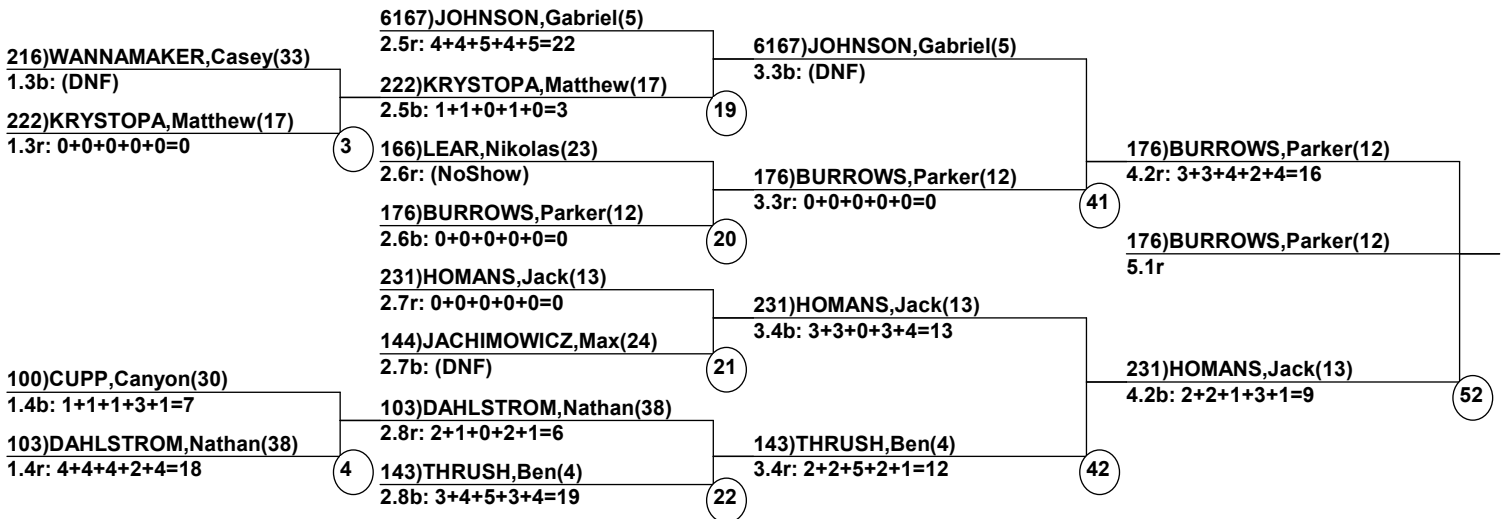 216)WANNAMAKER,Casey(33)
1.3b: (DNF)
222)KRYSTOPA,Matthew(17)
1.3r: 0+0+0+0+0=0
3
100)CUPP,Canyon(30)
1.4b: 1+1+1+3+1=7
103)DAHLSTROM,Nathan(38)
1.4r: 4+4+4+2+4=18
4
6167)JOHNSON,Gabriel(5)
2.5r: 4+4+5+4+5=22
222)KRYSTOPA,Matthew(17)
2.5b: 1+1+0+1+0=3
19
166)LEAR,Nikolas(23)
2.6r: (NoShow)
176)BURROWS,Parker(12)
2.6b: 0+0+0+0+0=0
20
231)HOMANS,Jack(13)
2.7r: 0+0+0+0+0=0
144)JACHIMOWICZ,Max(24)
2.7b: (DNF)
21
103)DAHLSTROM,Nathan(38)
2.8r: 2+1+0+2+1=6
143)THRUSH,Ben(4)
2.8b: 3+4+5+3+4=19
22
6167)JOHNSON,Gabriel(5)
3.3b: (DNF)
176)BURROWS,Parker(12)
3.3r: 0+0+0+0+0=0
41
231)HOMANS,Jack(13)
3.4b: 3+3+0+3+4=13
143)THRUSH,Ben(4)
3.4r: 2+2+5+2+1=12
42
176)BURROWS,Parker(12)
4.2r: 3+3+4+2+4=16
176)BURROWS,Parker(12)
5.1r
231)HOMANS,Jack(13)
4.2b: 2+2+1+3+1=9
52